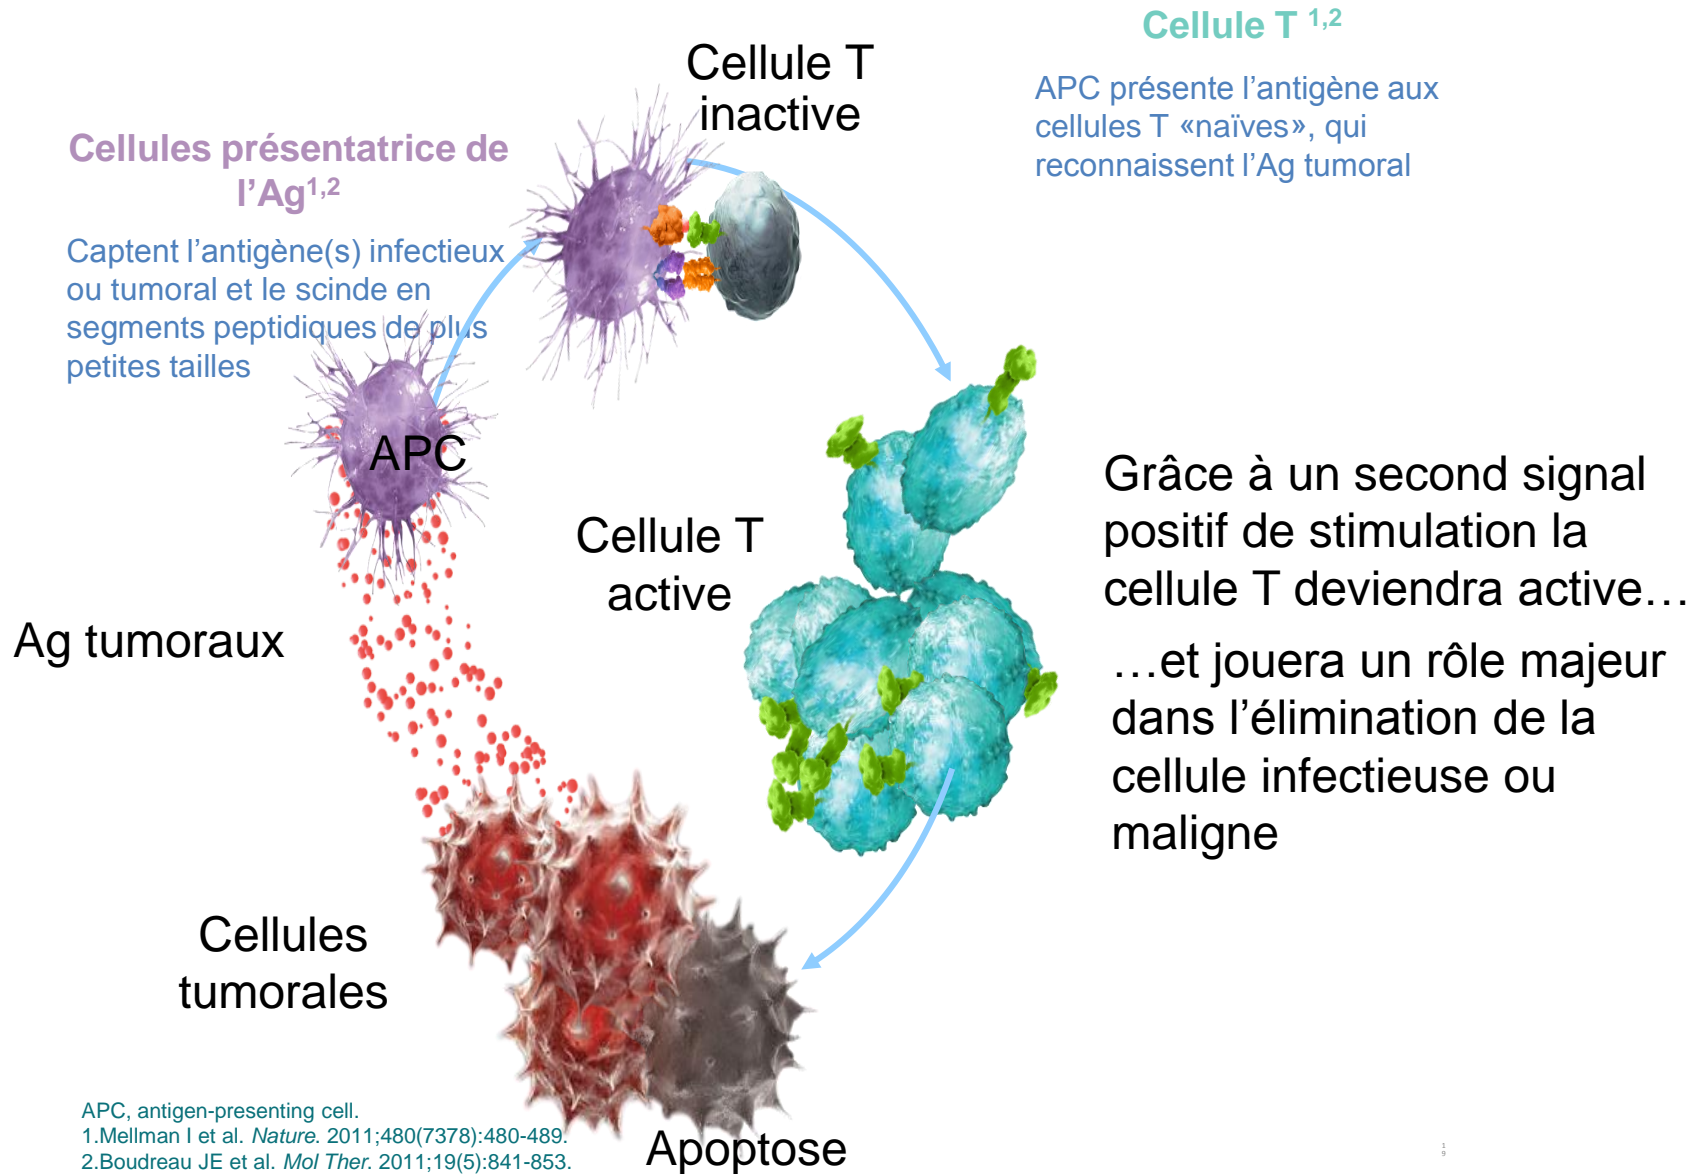 Cellule T 1,2
APC présente l’antigène aux
cellules T «naïves», qui
reconnaissent l’Ag tumoral
Cellule T
inactive
Cellules présentatrice de
l’Ag1,2
Captent l’antigène(s) infectieux
ou tumoral et le scinde en
segments peptidiques de plus
petites tailles
APC
Cellule T
active
Grâce à un second signal
positif de stimulation la
cellule T deviendra active…
…et jouera un rôle majeur
dans l’élimination de la
cellule infectieuse ou
maligne
Ag tumoraux
Cellules
tumorales
Apoptose
APC, antigen-presenting cell.
1.Mellman I et al. Nature. 2011;480(7378):480-489.
2.Boudreau JE et al. Mol Ther. 2011;19(5):841-853.
1
9